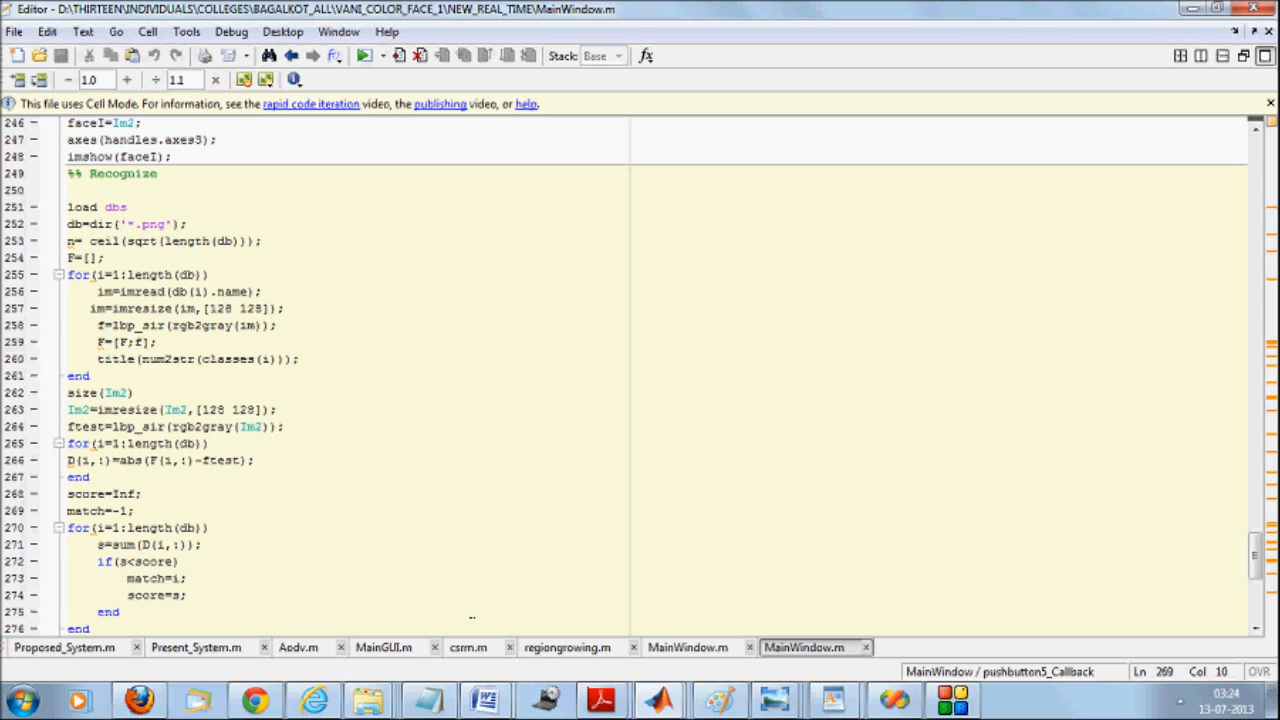 Editor - D:\THIRTEEN\INDIVIDUALS\COLLEGES\BAGALKOT_ALL\VANI_COLOR_FACE_1\NEW_REAL_TIME\MainWindow.m
File Edit Text Go Cell Tools Debug Desktop Window Help
Stack: Base fx
− 1.0 + ÷ 1.1 ×
This file uses Cell Mode. For information, see the rapid code iteration video, the publishing video, or help.
246 − faceI=Im2;
247 − axes(handles.axes3);
248 − imshow(faceI);
249 %% Recognize
250
251 − load dbs
252 − db=dir('*.png');
253 − n= ceil(sqrt(length(db)));
254 − F=[];
255 − for(i=1:length(db))
256 − im=imread(db(i).name);
257 − im=imresize(im,[128 128]);
258 − f=lbp_sir(rgb2gray(im));
259 − F=[F;f];
260 − title(num2str(classes(i)));
261 − end
262 − size(Im2)
263 − Im2=imresize(Im2,[128 128]);
264 − ftest=lbp_sir(rgb2gray(Im2));
265 − for(i=1:length(db))
266 − D(i,:)=abs(F(i,:)-ftest);
267 − end
268 − score=Inf;
269 − match=-1;
270 − for(i=1:length(db))
271 − s=sum(D(i,:));
272 − if(s<score)
273 − match=i;
274 − score=s;
275 − end
276 − end
Proposed_System.m × Present_System.m × Aodv.m × MainGUI.m × csrm.m × regiongrowing.m × MainWindow.m × MainWindow.m ×
MainWindow / pushbutton5_Callback Ln 269 Col 10 OVR
03:24
13-07-2013